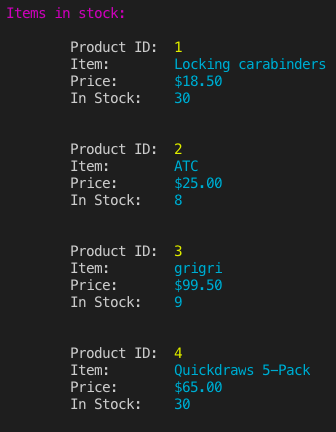 Items in stock:
Product ID: 1
Item: Locking carabinders
Price: $18.50
In Stock: 30
Product ID: 2
Item: ATC
Price: $25.00
In Stock: 8
Product ID: 3
Item: grigri
Price: $99.50
In Stock: 9
Product ID: 4
Item: Quickdraws 5-Pack
Price: $65.00
In Stock: 30